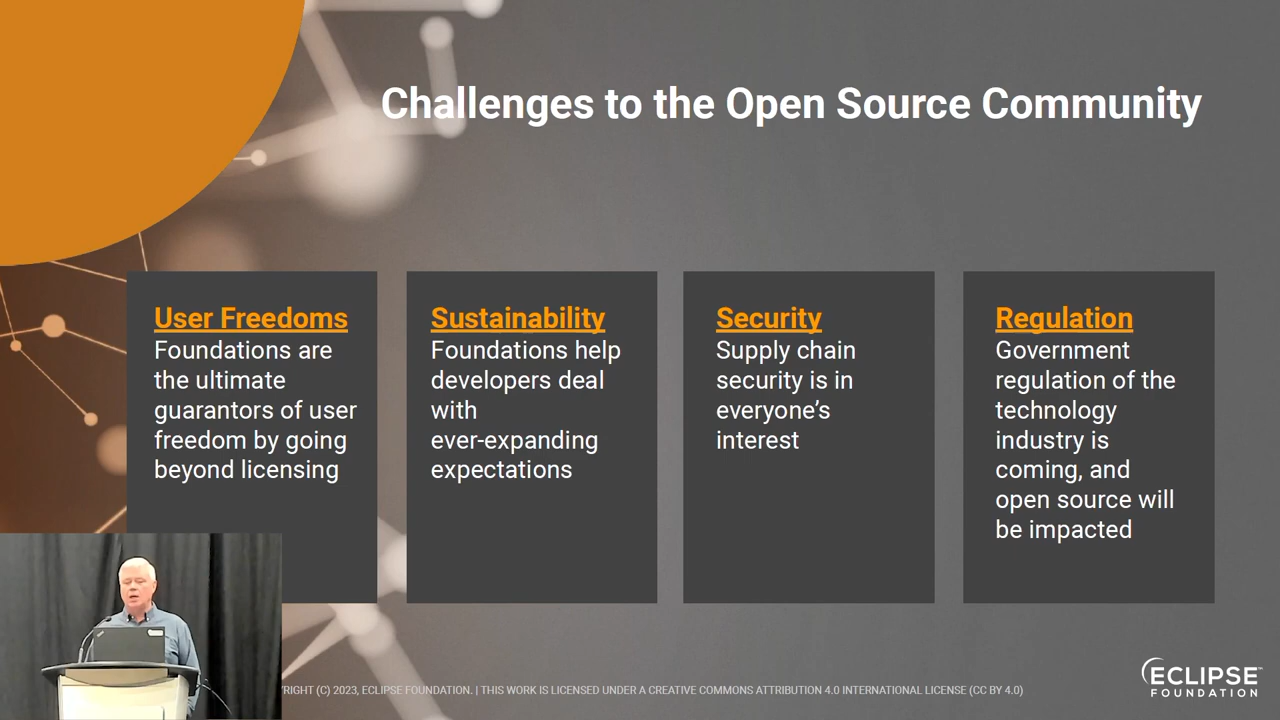 Challenges to the Open Source Community
User Freedoms
Foundations are
the ultimate
guarantors of user
freedom by going
beyond licensing
Sustainability
Foundations help
developers deal
with
ever-expanding
expectations
Security
Supply chain
security is in
everyone's
interest
Regulation
Government
regulation of the
technology
industry is
coming, and
open source will
be impacted
(C) 2023, ECLIPSE FOUNDATION. | THIS WORK IS LICENSED UNDER A CREATIVE COMMONS ATTRIBUTION 4.0 INTERNATIONAL LICENSE (CC BY 4.0)
ECLIPSE™
FOUNDATION